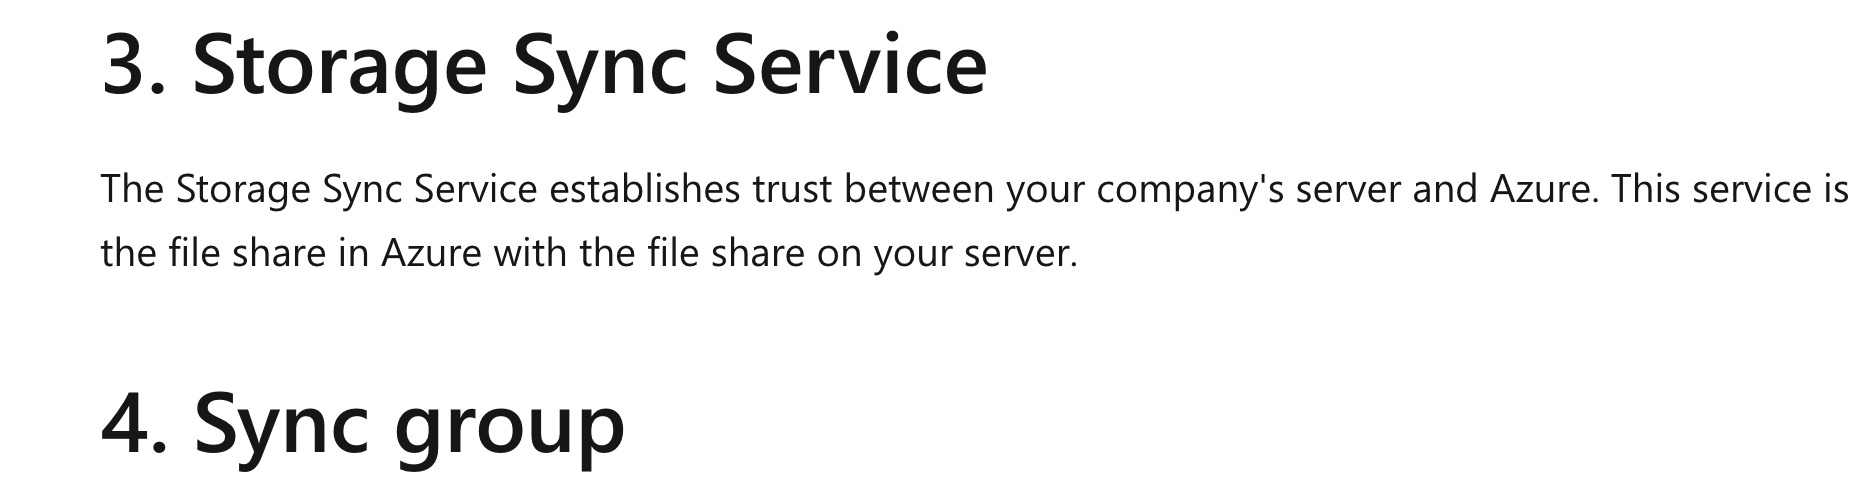 3. Storage Sync Service
The Storage Sync Service establishes trust between your company's server and Azure. This service is
the file share in Azure with the file share on your server.
4. Sync group